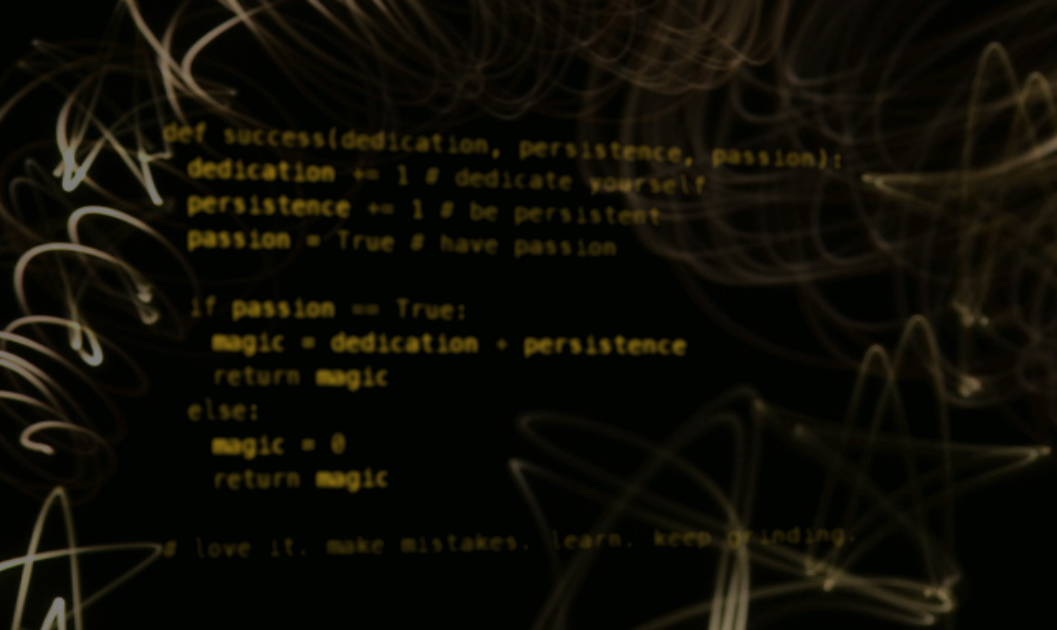 def success(dedication, persistence, passion):
dedication += 1 # dedicate yourself
persistence += 1 # be persistent
passion = True # have passion
if passion == True:
magic = dedication + persistence
return magic
else:
magic = 0
return magic
# love it. make mistakes. learn. keep grinding.